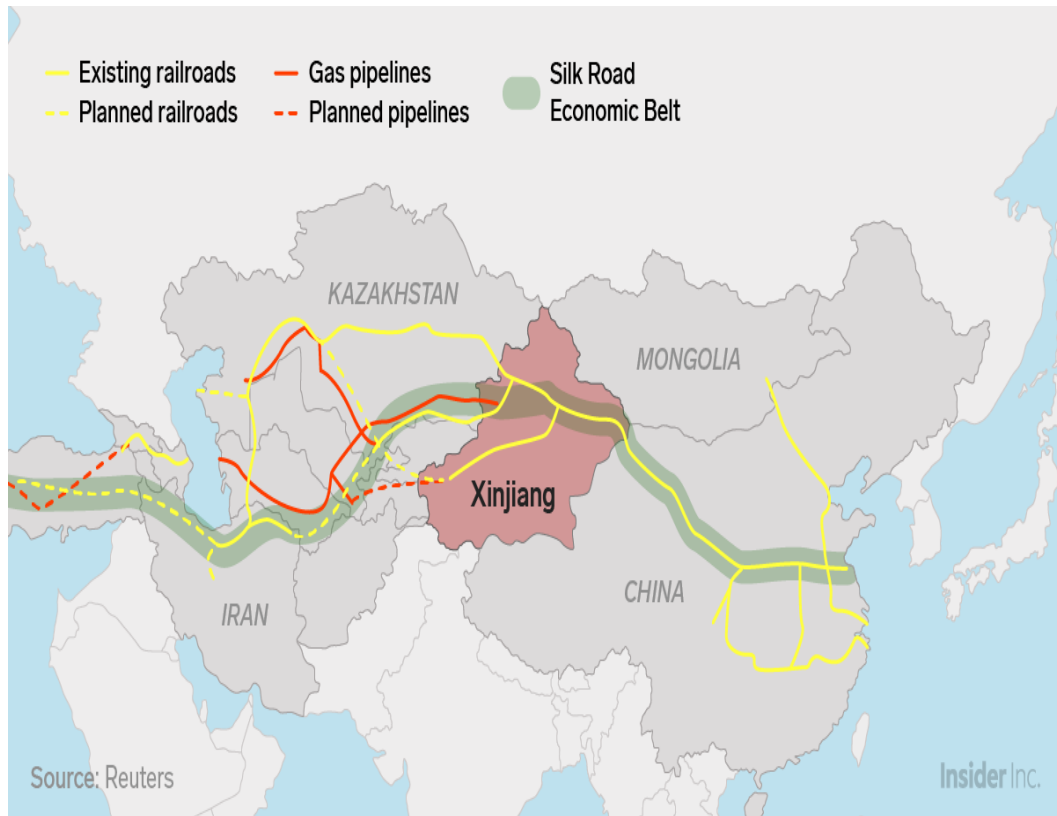 Existing railroads
Planned railroads
Gas pipelines
Planned pipelines
Silk Road
Economic Belt
KAZAKHSTAN
MONGOLIA
Xinjiang
CHINA
IRAN
Source: Reuters
Insider Inc.